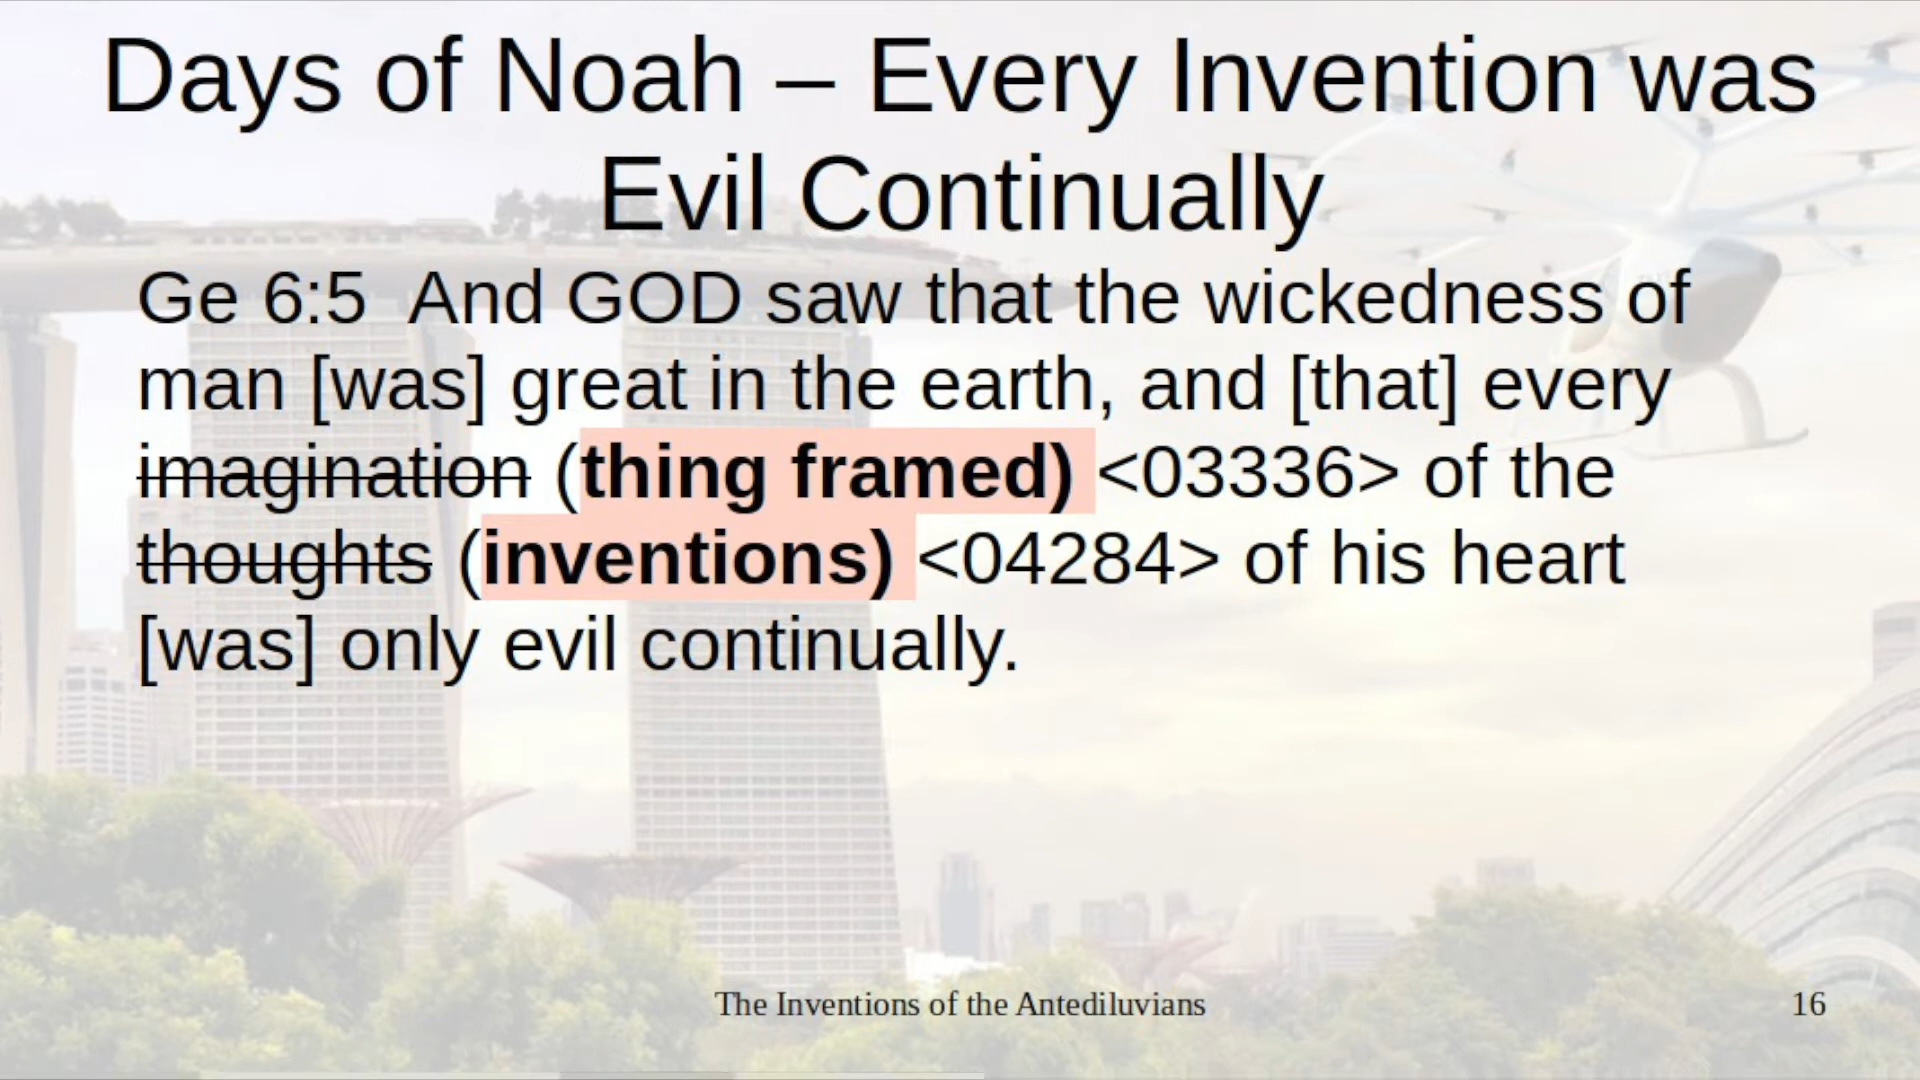 Days of Noah – Every Invention was
Evil Continually
Ge 6:5  And GOD saw that the wickedness of
man [was] great in the earth, and [that] every
imagination (thing framed) <03336> of the
thoughts (inventions) <04284> of his heart
[was] only evil continually.
The Inventions of the Antediluvians
16